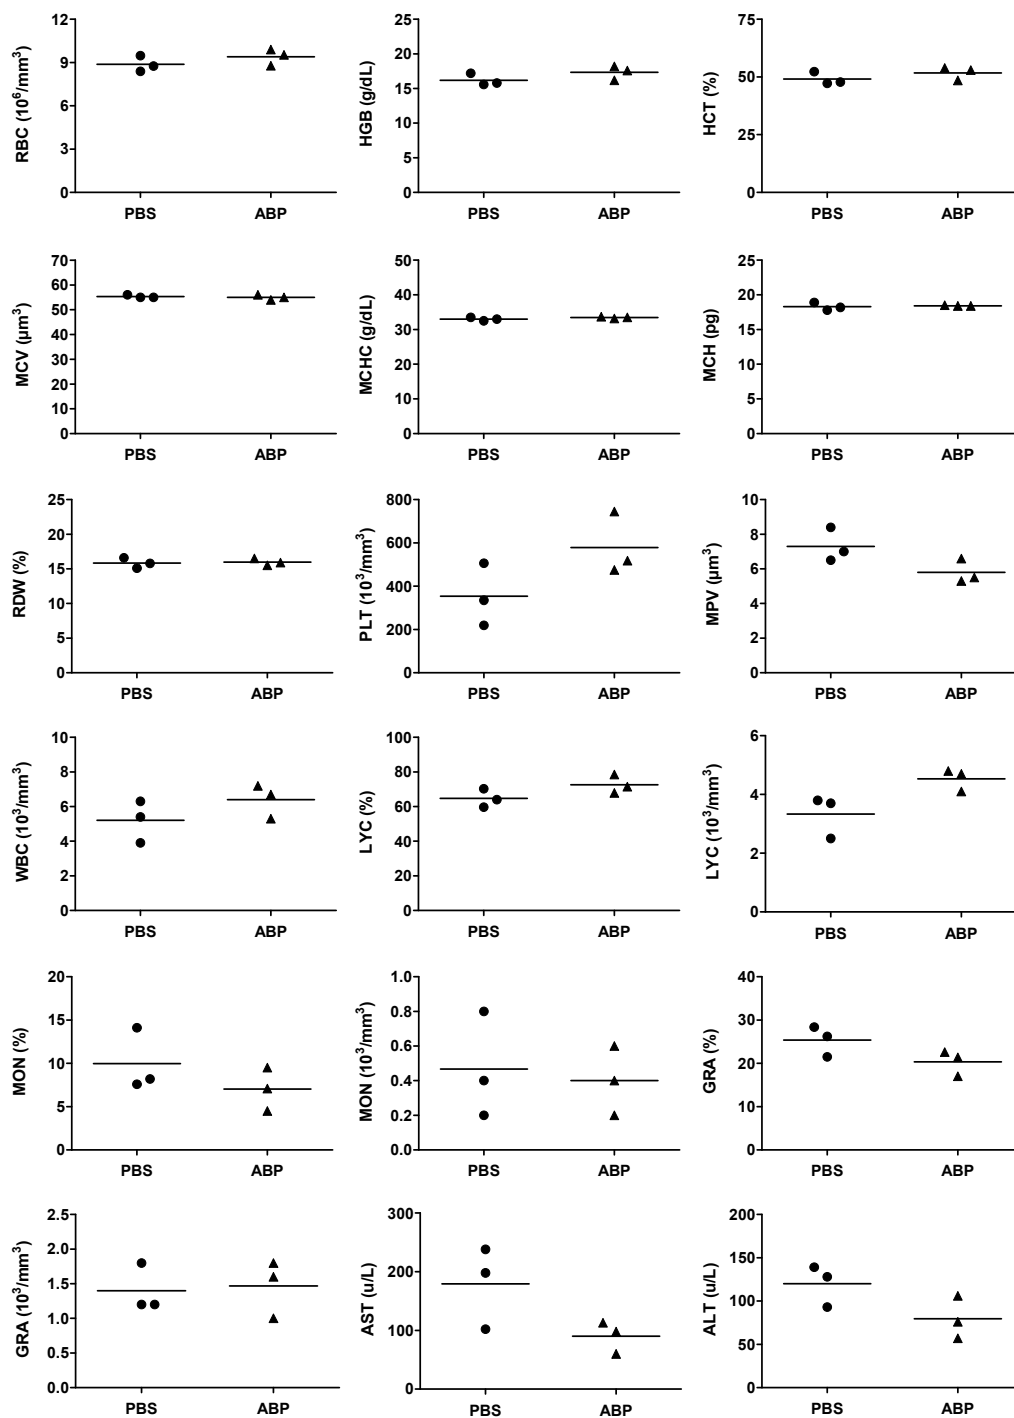 RBC (10⁶/mm³)
12
9
6
3
0
PBS
ABP
HGB (g/dL)
25
20
15
10
5
0
PBS
ABP
HCT (%)
75
50
25
0
PBS
ABP
MCV (µm³)
70
60
50
40
30
20
10
0
PBS
ABP
MCHC (g/dL)
50
40
30
20
10
0
PBS
ABP
MCH (pg)
25
20
15
10
5
0
PBS
ABP
RDW (%)
25
20
15
10
5
0
PBS
ABP
PLT (10³/mm³)
800
600
400
200
0
PBS
ABP
MPV (µm³)
10
8
6
4
2
0
PBS
ABP
WBC (10³/mm³)
10
8
6
4
2
0
PBS
ABP
LYC (%)
100
80
60
40
20
0
PBS
ABP
LYC (10³/mm³)
6
4
2
0
PBS
ABP
MON (%)
20
15
10
5
0
PBS
ABP
MON (10³/mm³)
1.0
0.8
0.6
0.4
0.2
0.0
PBS
ABP
GRA (%)
40
30
20
10
0
PBS
ABP
GRA (10³/mm³)
2.5
2.0
1.5
1.0
0.5
0.0
PBS
ABP
AST (u/L)
300
200
100
0
PBS
ABP
ALT (u/L)
200
150
100
50
0
PBS
ABP